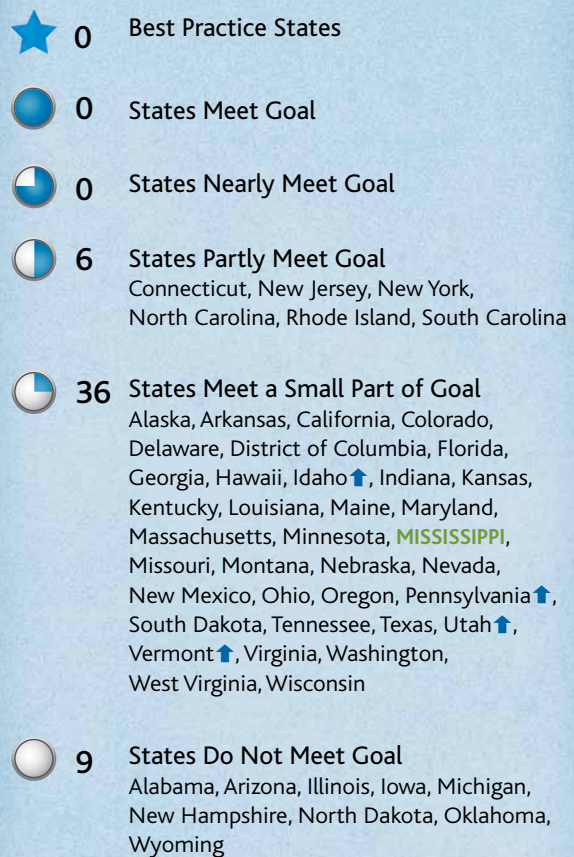 0 Best Practice States
0 States Meet Goal
0 States Nearly Meet Goal
6 States Partly Meet Goal
Connecticut, New Jersey, New York,
North Carolina, Rhode Island, South Carolina
36 States Meet a Small Part of Goal
Alaska, Arkansas, California, Colorado,
Delaware, District of Columbia, Florida,
Georgia, Hawaii, Idaho⬆, Indiana, Kansas,
Kentucky, Louisiana, Maine, Maryland,
Massachusetts, Minnesota, MISSISSIPPI,
Missouri, Montana, Nebraska, Nevada,
New Mexico, Ohio, Oregon, Pennsylvania⬆,
South Dakota, Tennessee, Texas, Utah⬆,
Vermont⬆, Virginia, Washington,
West Virginia, Wisconsin
9 States Do Not Meet Goal
Alabama, Arizona, Illinois, Iowa, Michigan,
New Hampshire, North Dakota, Oklahoma,
Wyoming